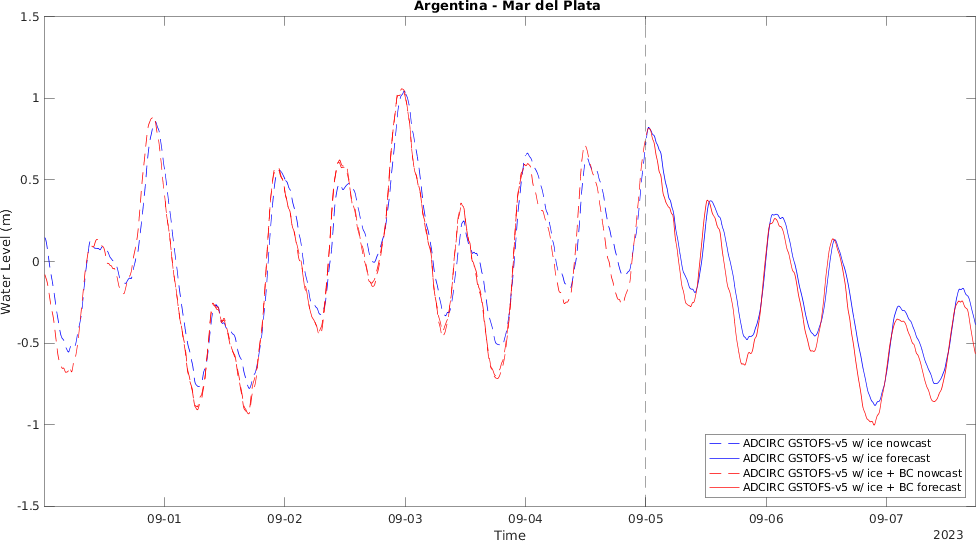 Argentina - Mar del Plata
1.5
1
0.5
0
-0.5
-1
-1.5
Water Level (m)
09-01 09-02 09-03 09-04 09-05 09-06 09-07
Time
2023
ADCIRC GSTOFS-v5 w/ ice nowcast
ADCIRC GSTOFS-v5 w/ ice forecast
ADCIRC GSTOFS-v5 w/ ice + BC nowcast
ADCIRC GSTOFS-v5 w/ ice + BC forecast